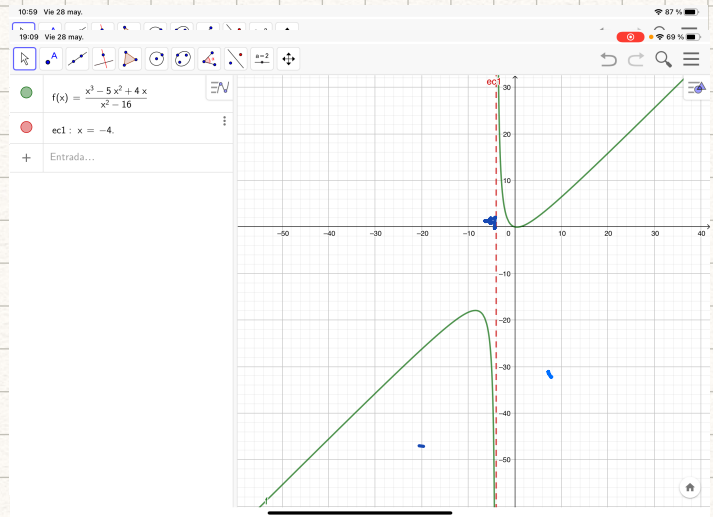 10:59 Vie 28 may. 87 %
19:09 Vie 28 may. 69 %
A a=2
f(x) = (x³ − 5 x² + 4 x) / (x² − 16)
ec1 : x = −4.
+ Entrada...
ec1
30
20
10
−50 −40 −30 −20 −10 0 10 20 30 40
−10
−20
−30
−40
−50
f